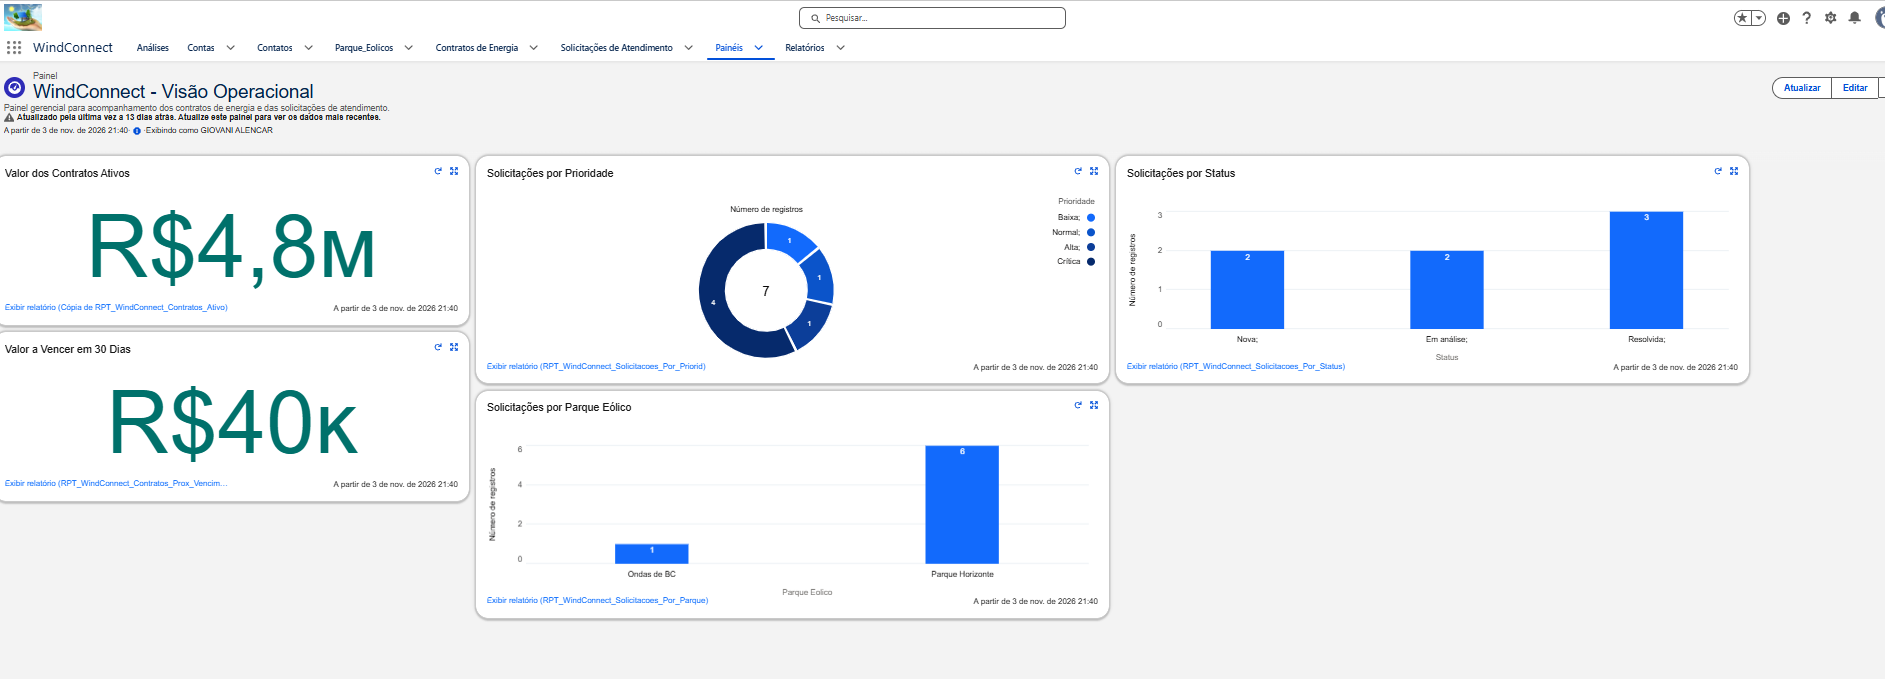 Pesquisar...
WindConnect
Análises
Contas
Contatos
Parque_Eolicos
Contratos de Energia
Solicitações de Atendimento
Painéis
Relatórios
Painel
WindConnect - Visão Operacional
Painel gerencial para acompanhamento dos contratos de energia e das solicitações de atendimento.
Atualizado pela última vez a 13 dias atrás. Atualize este painel para ver os dados mais recentes.
A partir de 3 de nov. de 2026 21:40· ·Exibindo como GIOVANI ALENCAR
Atualizar
Editar
Valor dos Contratos Ativos
R$4,8M
Exibir relatório (Cópia de RPT_WindConnect_Contratos_Ativo)
A partir de 3 de nov. de 2026 21:40
Valor a Vencer em 30 Dias
R$40K
Exibir relatório (RPT_WindConnect_Contratos_Prox_Vencim...
A partir de 3 de nov. de 2026 21:40
Solicitações por Prioridade
Número de registros
Prioridade
Baixa;
Normal;
Alta;
Crítica
1
1
1
4
7
Exibir relatório (RPT_WindConnect_Solicitacoes_Por_Priorid)
A partir de 3 de nov. de 2026 21:40
Solicitações por Parque Eólico
Número de registros
6
4
2
0
1
6
Ondas de BC
Parque Horizonte
Parque Eolico
Exibir relatório (RPT_WindConnect_Solicitacoes_Por_Parque)
A partir de 3 de nov. de 2026 21:40
Solicitações por Status
Número de registros
3
2
1
0
2
2
3
Nova;
Em análise;
Resolvida;
Status
Exibir relatório (RPT_WindConnect_Solicitacoes_Por_Status)
A partir de 3 de nov. de 2026 21:40